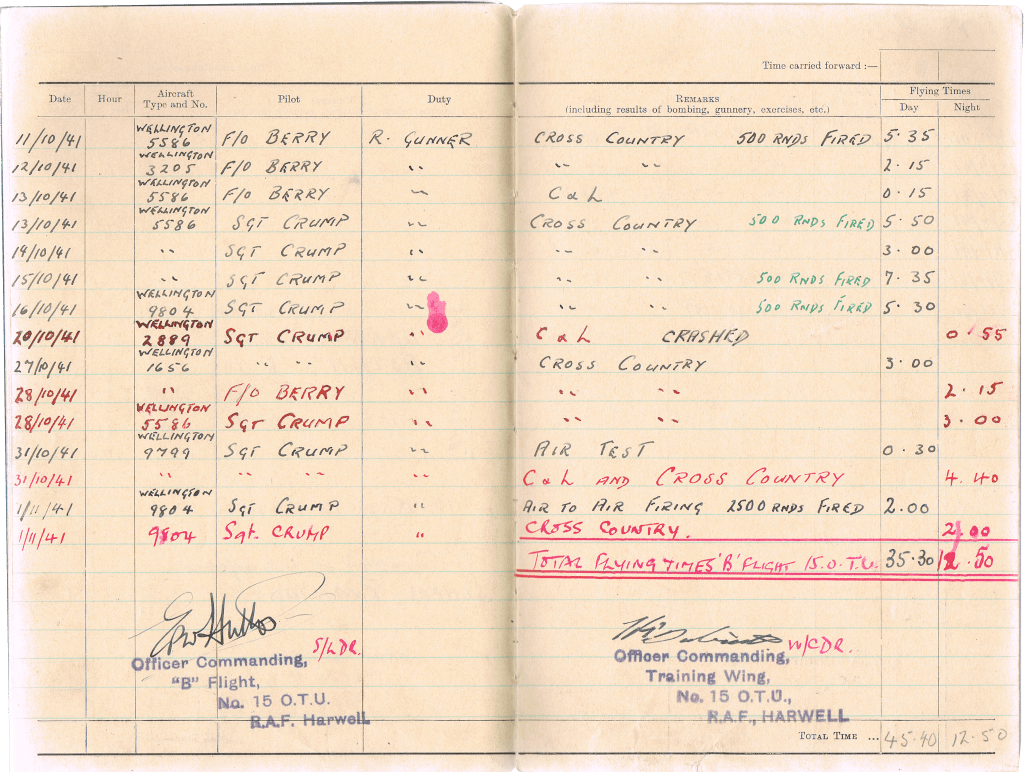 Time carried forward :—
Date Hour Aircraft Type and No. Pilot Duty REMARKS (including results of bombing, gunnery, exercises, etc.) Flying Times Day Night
11/10/41 WELLINGTON 5586 F/O BERRY R. GUNNER CROSS COUNTRY 500 RNDS FIRED 5.35
12/10/41 WELLINGTON 3205 F/O BERRY " " " 2.15
13/10/41 WELLINGTON 5586 F/O BERRY " C & L 0.15
13/10/41 WELLINGTON 5586 SGT CRUMP " CROSS COUNTRY 500 RNDS FIRED 5.50
14/10/41 " SGT CRUMP " " " 3.00
15/10/41 " SGT CRUMP " " " 500 RNDS FIRED 7.35
16/10/41 WELLINGTON 9804 SGT CRUMP " " " 500 RNDS FIRED 5.30
20/10/41 WELLINGTON 2889 SGT CRUMP " C & L CRASHED 0.55
27/10/41 WELLINGTON 1656 " " " " CROSS COUNTRY 3.00
28/10/41 " F/O BERRY " " " 2.15
28/10/41 WELLINGTON 5586 SGT CRUMP " " " 3.00
31/10/41 WELLINGTON 9799 SGT CRUMP " AIR TEST 0.30
31/10/41 " " " " C & L AND CROSS COUNTRY 4.40
1/11/41 WELLINGTON 9804 SGT CRUMP " AIR TO AIR FIRING 2500 RNDS FIRED 2.00
1/11/41 9804 Sgt. CRUMP " CROSS COUNTRY. 2.00
TOTAL FLYING TIMES 'B' FLIGHT 15.O.T.U. 35.30 12.50
S/LDR.
Officer Commanding,
"B" Flight,
No. 15 O.T.U.
R.A.F. Harwell
W/CDR.
Officer Commanding,
Training Wing,
No. 15 O.T.U.,
R.A.F., HARWELL
TOTAL TIME ... 45.40 12.50